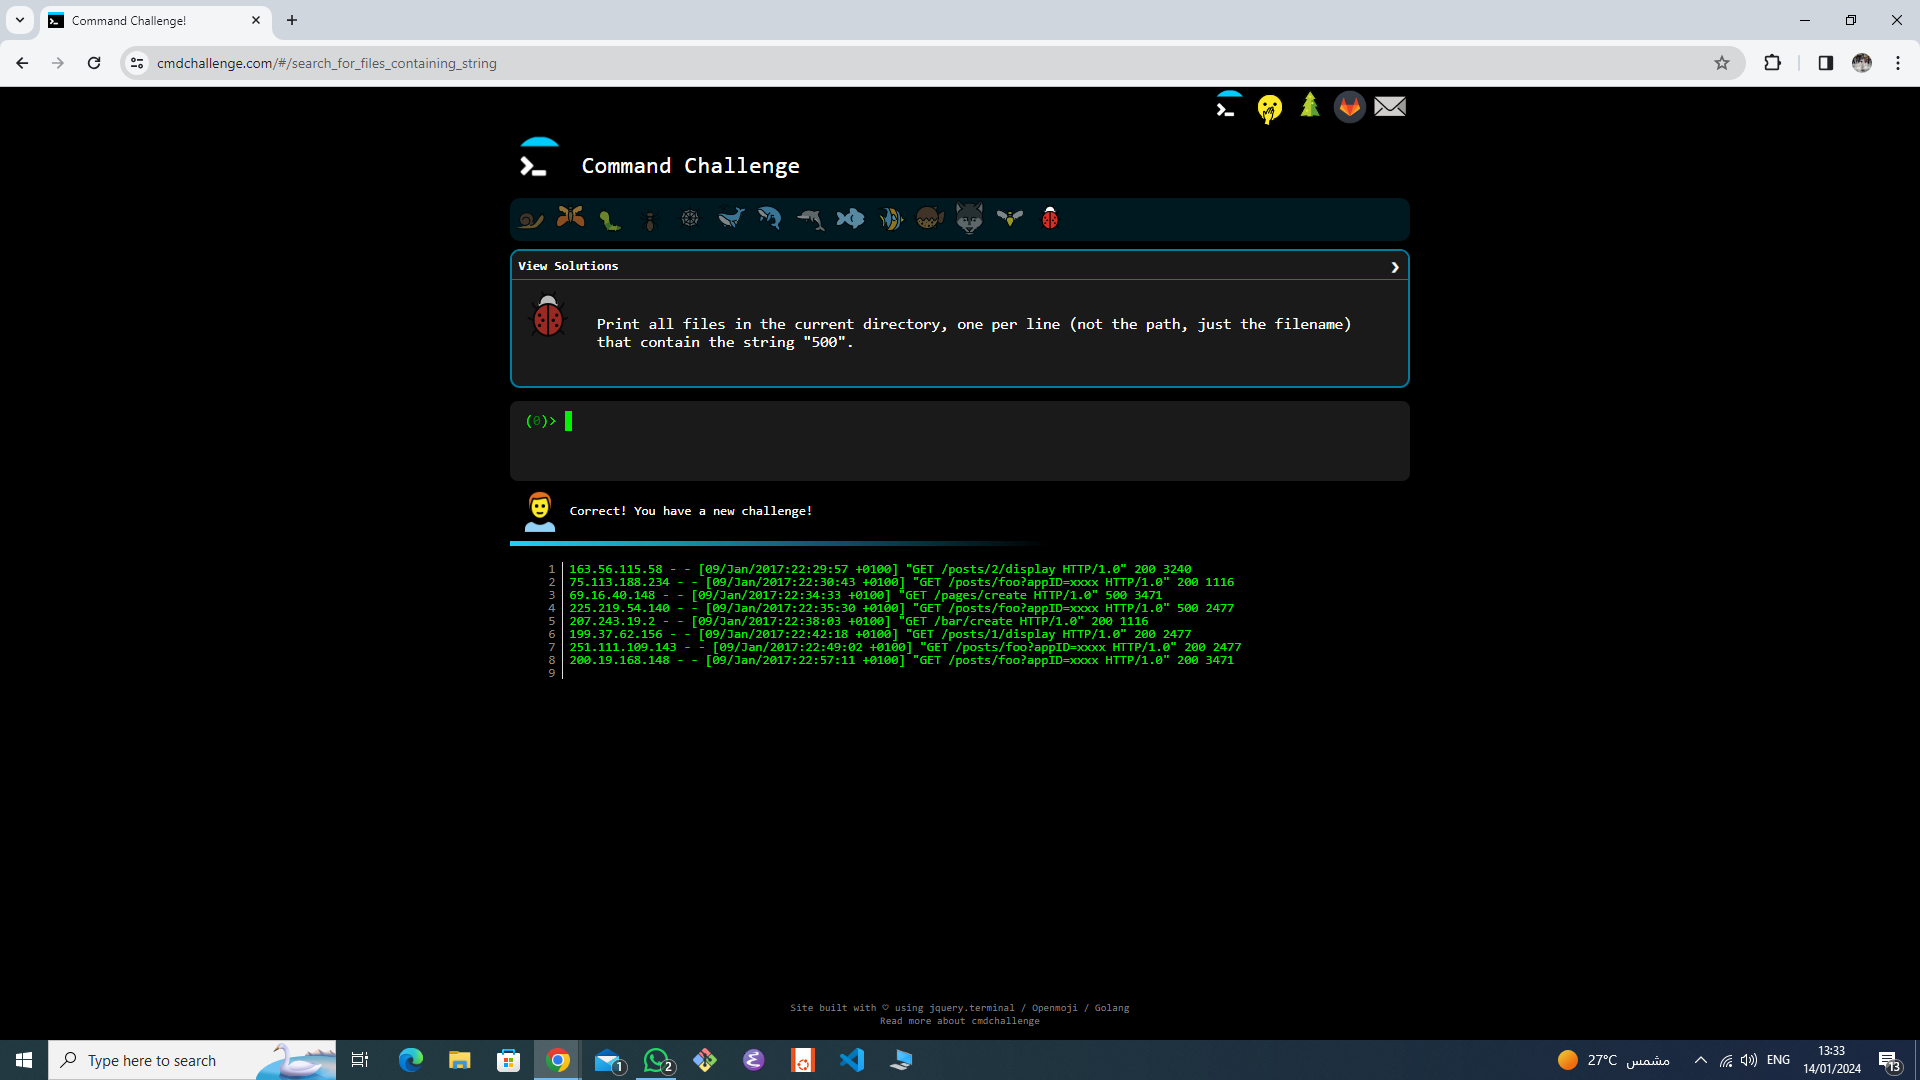 Command Challenge!
cmdchallenge.com/#/search_for_files_containing_string
Command Challenge
View Solutions
Print all files in the current directory, one per line (not the path, just the filename)
that contain the string "500".
(0)>
Correct! You have a new challenge!
1 163.56.115.58 - - [09/Jan/2017:22:29:57 +0100] "GET /posts/2/display HTTP/1.0" 200 3240
2 75.113.188.234 - - [09/Jan/2017:22:30:43 +0100] "GET /posts/foo?appID=xxxx HTTP/1.0" 200 1116
3 69.16.40.148 - - [09/Jan/2017:22:34:33 +0100] "GET /pages/create HTTP/1.0" 500 3471
4 225.219.54.140 - - [09/Jan/2017:22:35:30 +0100] "GET /posts/foo?appID=xxxx HTTP/1.0" 500 2477
5 207.243.19.2 - - [09/Jan/2017:22:38:03 +0100] "GET /bar/create HTTP/1.0" 200 1116
6 199.37.62.156 - - [09/Jan/2017:22:42:18 +0100] "GET /posts/1/display HTTP/1.0" 200 2477
7 251.111.109.143 - - [09/Jan/2017:22:49:02 +0100] "GET /posts/foo?appID=xxxx HTTP/1.0" 200 2477
8 200.19.168.148 - - [09/Jan/2017:22:57:11 +0100] "GET /posts/foo?appID=xxxx HTTP/1.0" 200 3471
9
Site built with ♡ using jquery.terminal / Openmoji / Golang
Read more about cmdchallenge
Type here to search
1
2
27°C مشمس
ENG
13:33
14/01/2024
13